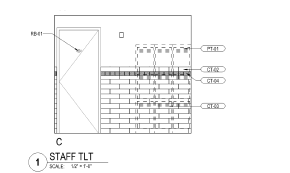 RB-01
PT-01
CT-02
CT-04
CT-03
C
1
STAFF TLT
SCALE: 1/2" = 1'-0"